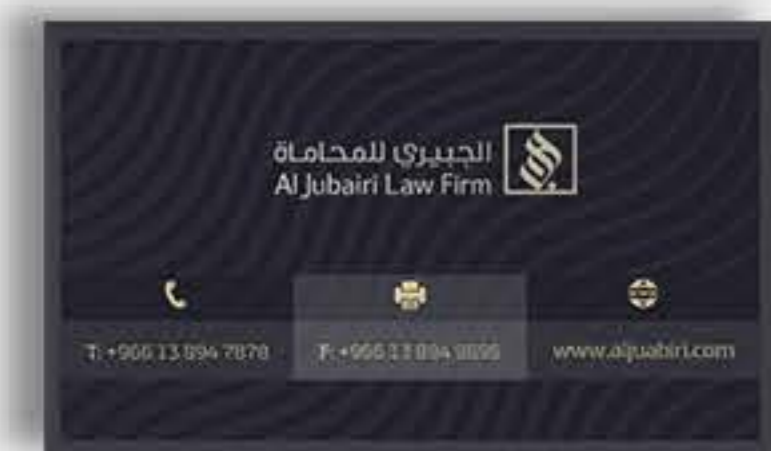 الجبيري للمحاماة
Al Jubairi Law Firm
T: +966 13 894 7878
F: +966 13 894
www.aljuabiri.com